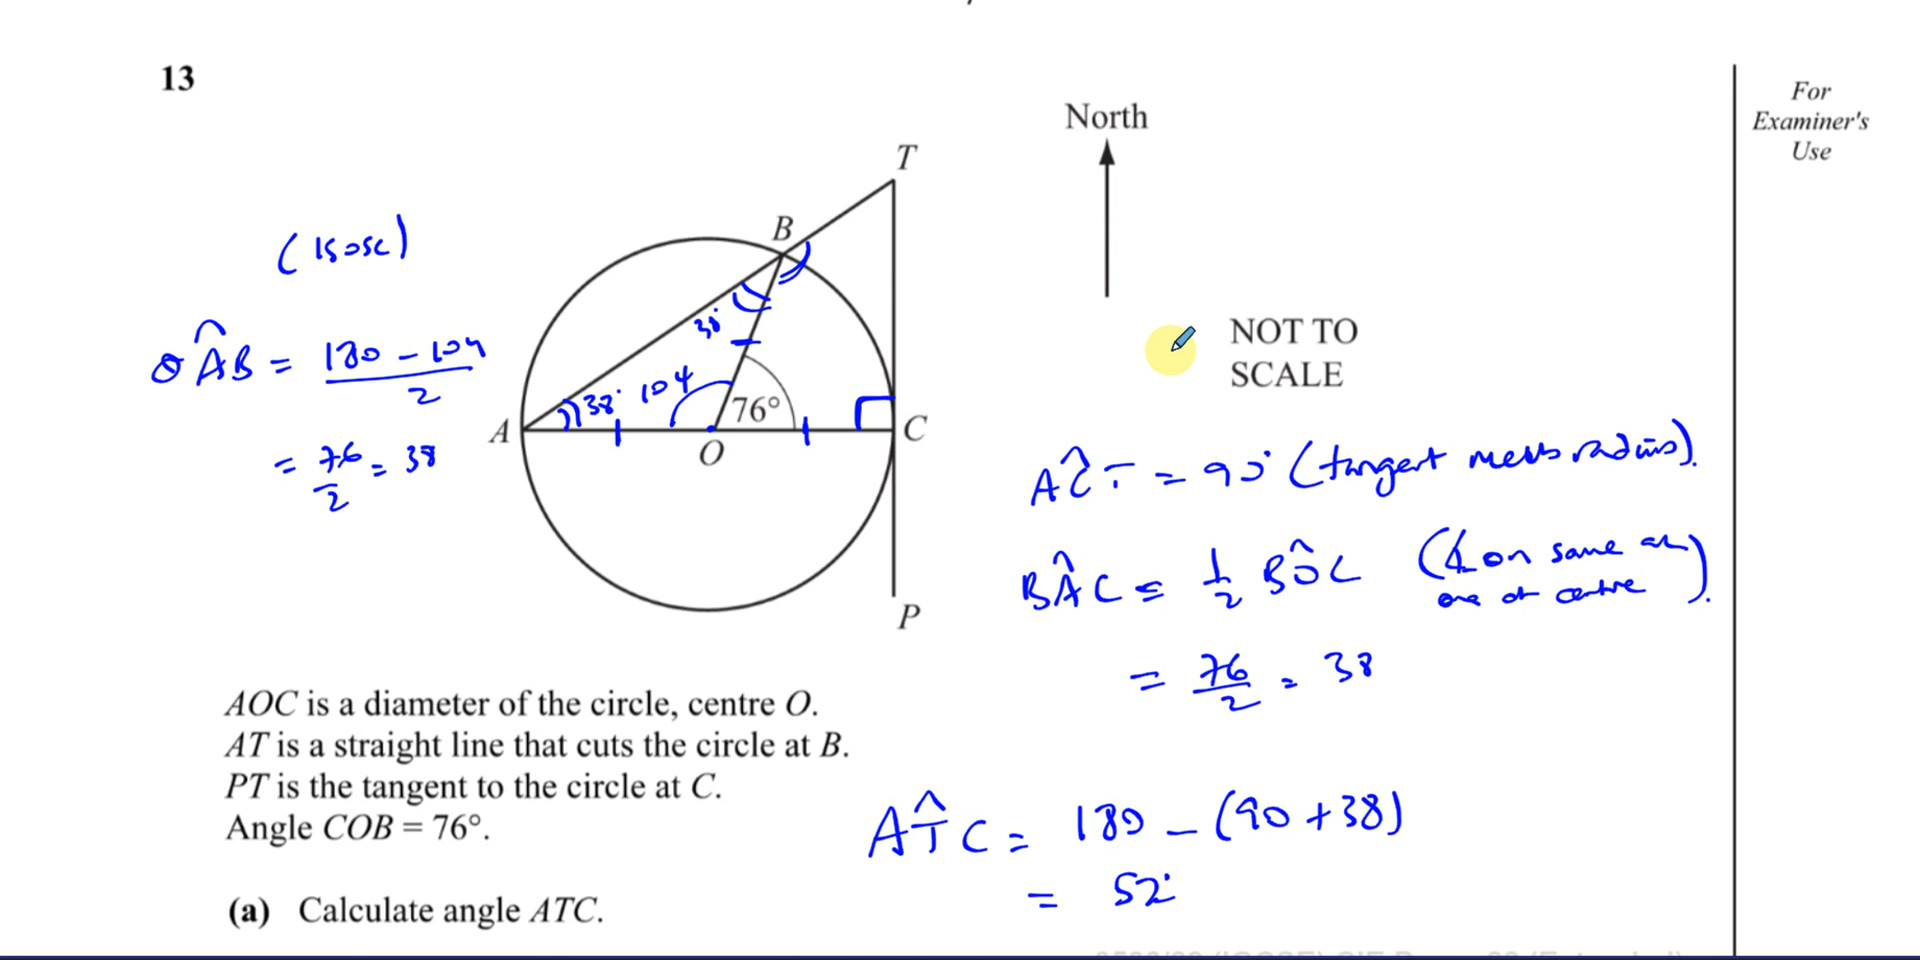 13
For
Examiner's
Use
North
T
B
(isosc)
38°
NOT TO
SCALE
OÂB = 180 - 104
2
= 76 = 38
2
38° 104
76°
A
O
C
P
AĈT = 90° (tangent meets radius).
BÂC = 1/2 BÔC (∠ on same arc
one at centre).
= 76/2 = 38
AOC is a diameter of the circle, centre O.
AT is a straight line that cuts the circle at B.
PT is the tangent to the circle at C.
Angle COB = 76°.
AT̂C = 180 - (90 + 38)
= 52°
(a) Calculate angle ATC.